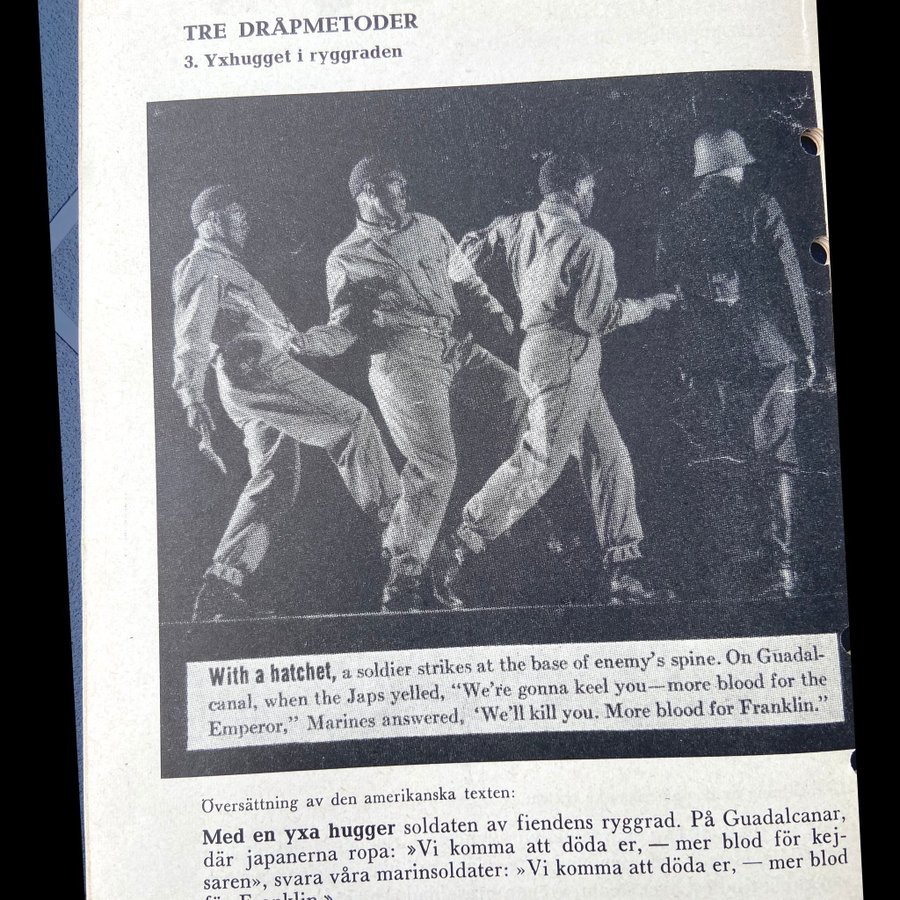 TRE DRÅPMETODER
3. Yxhugget i ryggraden
With a hatchet, a soldier strikes at the base of enemy's spine. On Guadal-
canal, when the Japs yelled, "We're gonna keel you—more blood for the
Emperor," Marines answered, 'We'll kill you. More blood for Franklin."
Översättning av den amerikanska texten:
Med en yxa hugger soldaten av fiendens ryggrad. På Guadalcanar,
där japanerna ropa: »Vi komma att döda er, — mer blod för kej-
saren», svara våra marinsoldater: »Vi komma att döda er, — mer blod
för Franklin.»